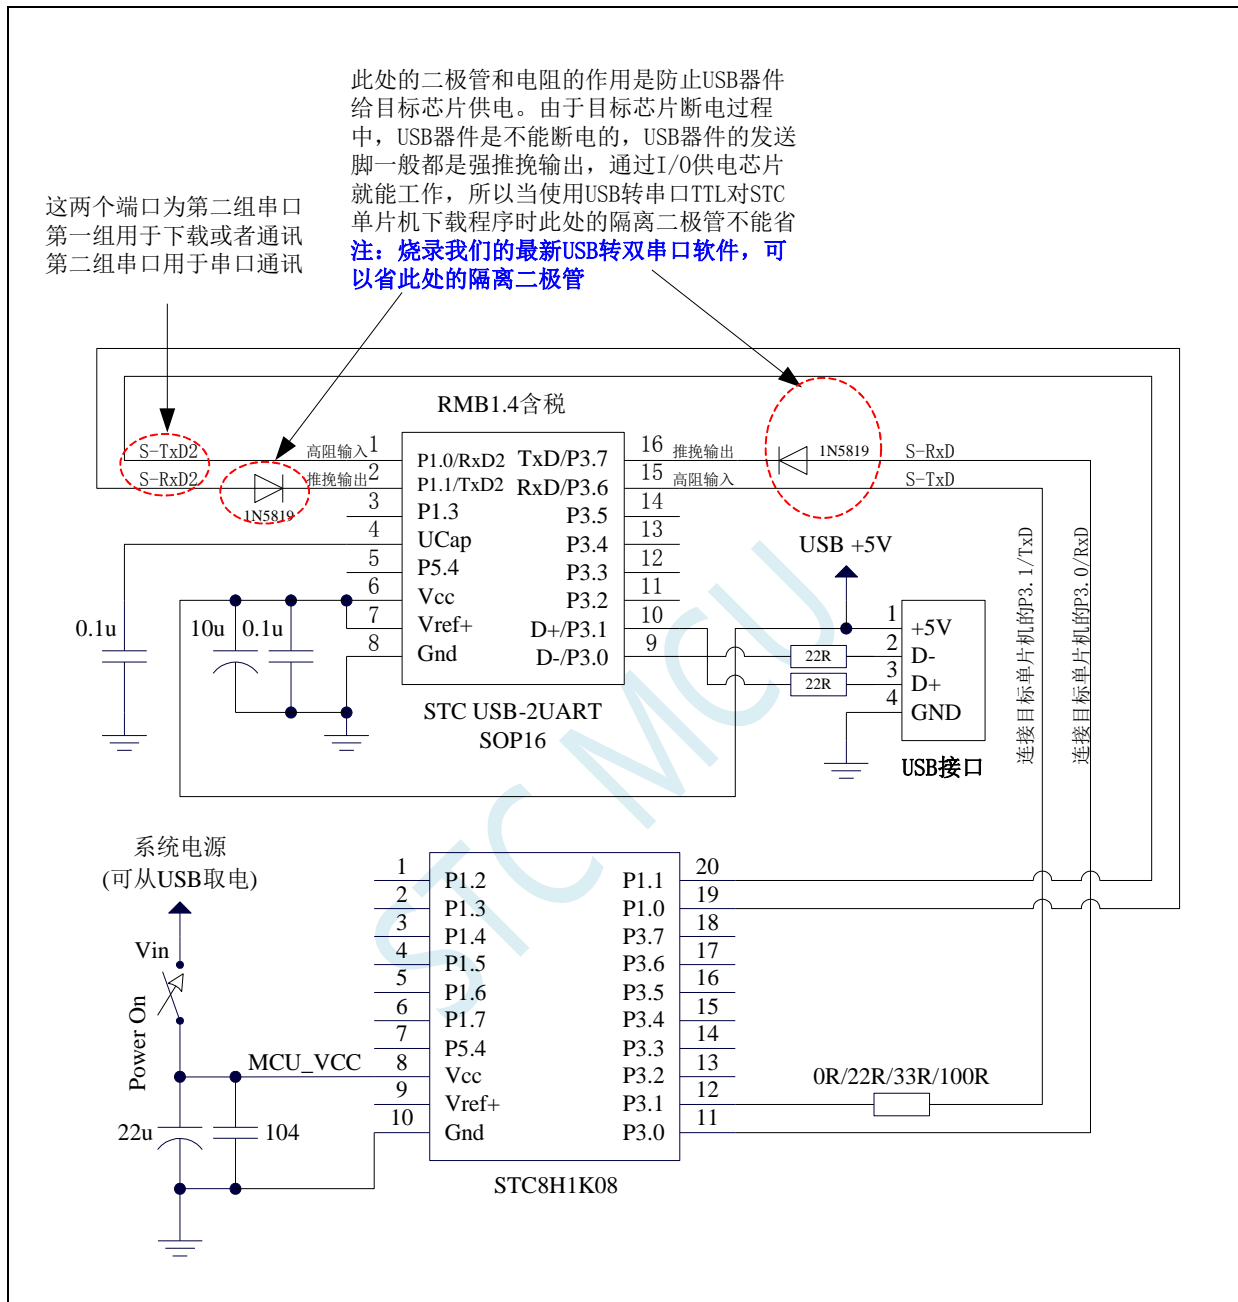 此处的二极管和电阻的作用是防止USB器件
给目标芯片供电。由于目标芯片断电过程
中，USB器件是不能断电的，USB器件的发送
脚一般都是强推挽输出，通过I/O供电芯片
就能工作，所以当使用USB转串口TTL对STC
单片机下载程序时此处的隔离二极管不能省
注：烧录我们的最新USB转双串口软件，可
以省此处的隔离二极管
这两个端口为第二组串口
第一组用于下载或者通讯
第二组串口用于串口通讯
RMB1.4含税
S-TxD2
高阻输入
1
P1.0/RxD2
S-RxD2
1N5819
推挽输出
2
P1.1/TxD2
3
P1.3
4
UCap
5
P5.4
6
Vcc
7
Vref+
8
Gnd
TxD/P3.7
16
推挽输出
1N5819
S-RxD
RxD/P3.6
15
高阻输入
S-TxD
P3.5
14
P3.4
13
P3.3
12
P3.2
11
D+/P3.1
10
D-/P3.0
9
STC USB-2UART
SOP16
0.1u
10u
0.1u
USB +5V
22R
22R
1
+5V
2
D-
3
D+
4
GND
USB接口
连接目标单片机的P3.1/TxD
连接目标单片机的P3.0/RxD
STC MCU
系统电源
(可从USB取电)
Vin
Power On
MCU_VCC
22u
104
1
P1.2
2
P1.3
3
P1.4
4
P1.5
5
P1.6
6
P1.7
7
P5.4
8
Vcc
9
Vref+
10
Gnd
P1.1
20
P1.0
19
P3.7
18
P3.6
17
P3.5
16
P3.4
15
P3.3
14
P3.2
13
P3.1
12
P3.0
11
0R/22R/33R/100R
STC8H1K08